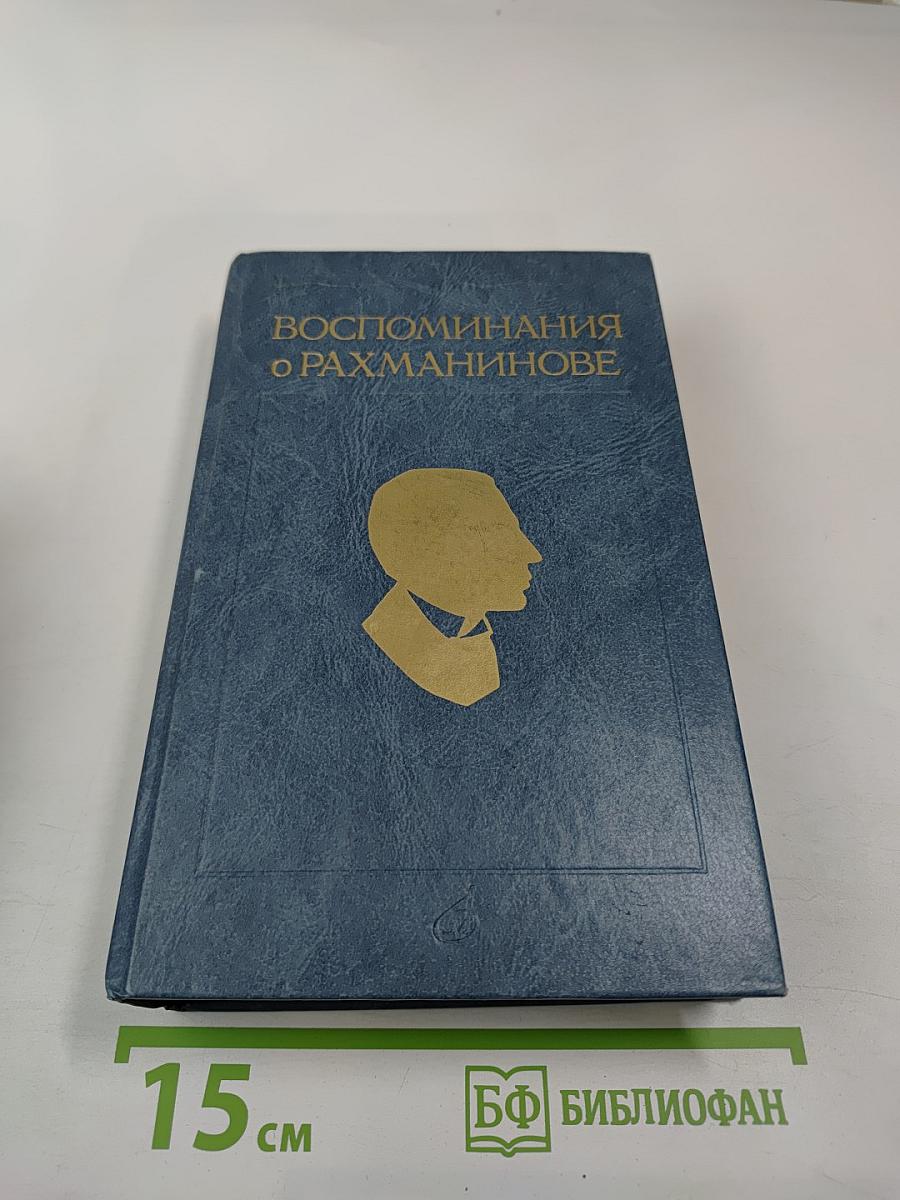 ВОСПОМИНАНИЯ
о РАХМАНИНОВЕ
15 см
БФ БИБЛИОФАН